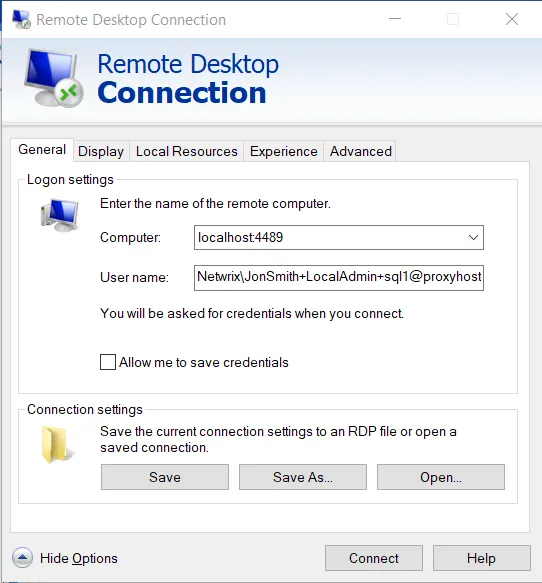 Remote Desktop Connection
Remote Desktop
Connection
General
Display
Local Resources
Experience
Advanced
Logon settings
Enter the name of the remote computer.
Computer:
localhost:4489
User name:
Netwrix\JonSmith+LocalAdmin+sql1@proxyhost
You will be asked for credentials when you connect.
Allow me to save credentials
Connection settings
Save the current connection settings to an RDP file or open a
saved connection.
Save
Save As...
Open...
Hide Options
Connect
Help